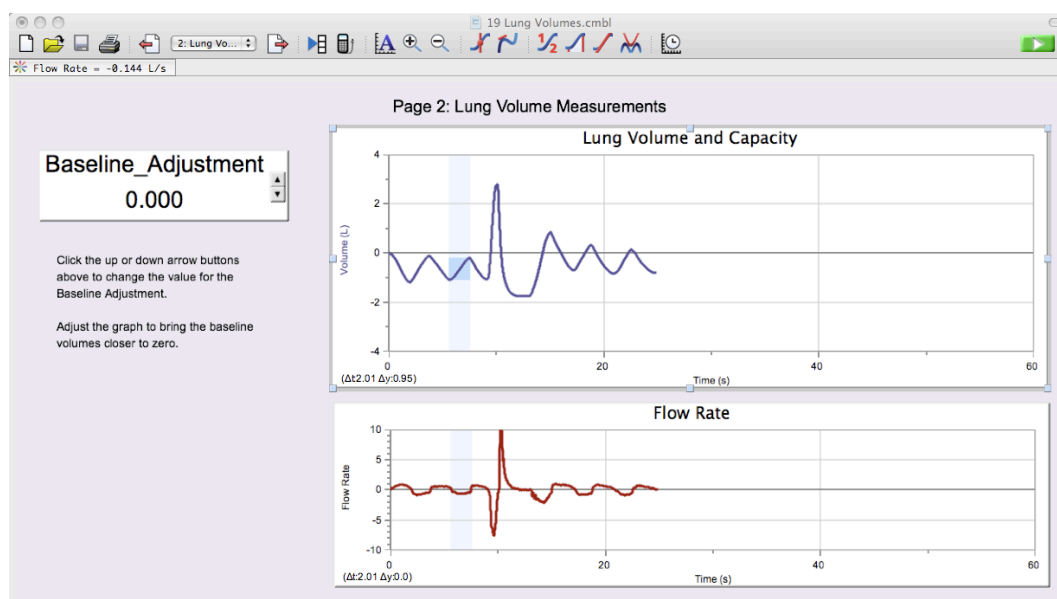 19 Lung Volumes.cmbl
2: Lung Vo...
Flow Rate = -0.144 L/s
Page 2: Lung Volume Measurements
Baseline_Adjustment
0.000
Click the up or down arrow buttons
above to change the value for the
Baseline Adjustment.
Adjust the graph to bring the baseline
volumes closer to zero.
Lung Volume and Capacity
Volume (L)
4
2
0
-2
-4
0
20
40
60
(Δt:2.01 Δy:0.95)
Time (s)
Flow Rate
Flow Rate
10
5
0
-5
-10
0
20
40
60
(Δt:2.01 Δy:0.0)
Time (s)